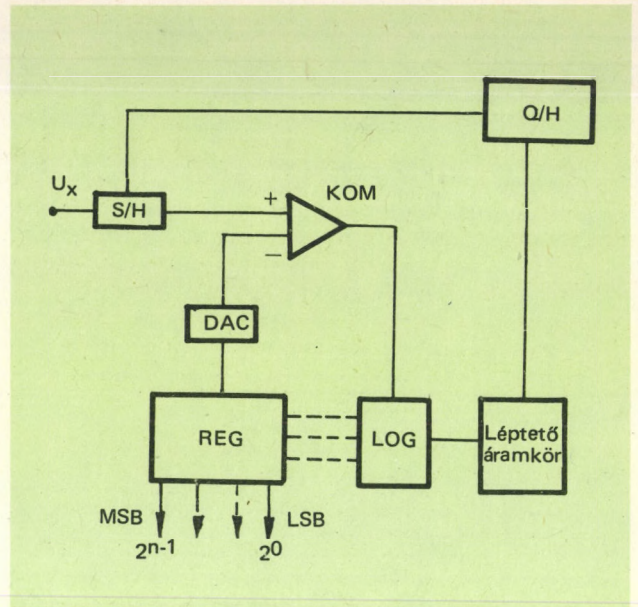 Q/H
Uₓ
S/H
+
KOM
−
DAC
REG
LOG
Léptető
áramkör
MSB
LSB
2ⁿ⁻¹
2⁰